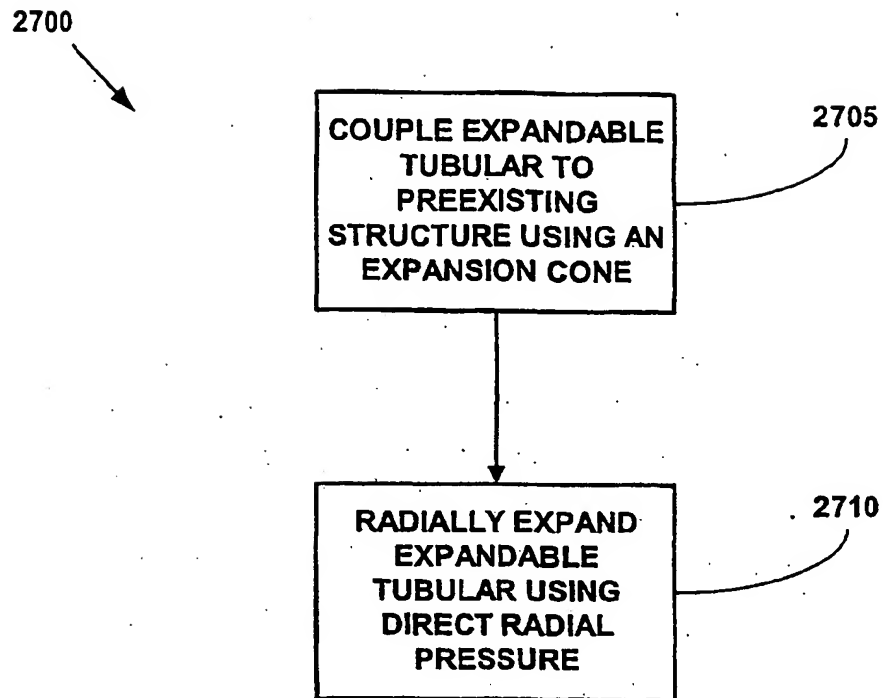 2700
COUPLE EXPANDABLE
TUBULAR TO
PREEXISTING
STRUCTURE USING AN
EXPANSION CONE
2705
RADIALLY EXPAND
EXPANDABLE
TUBULAR USING
DIRECT RADIAL
PRESSURE
2710